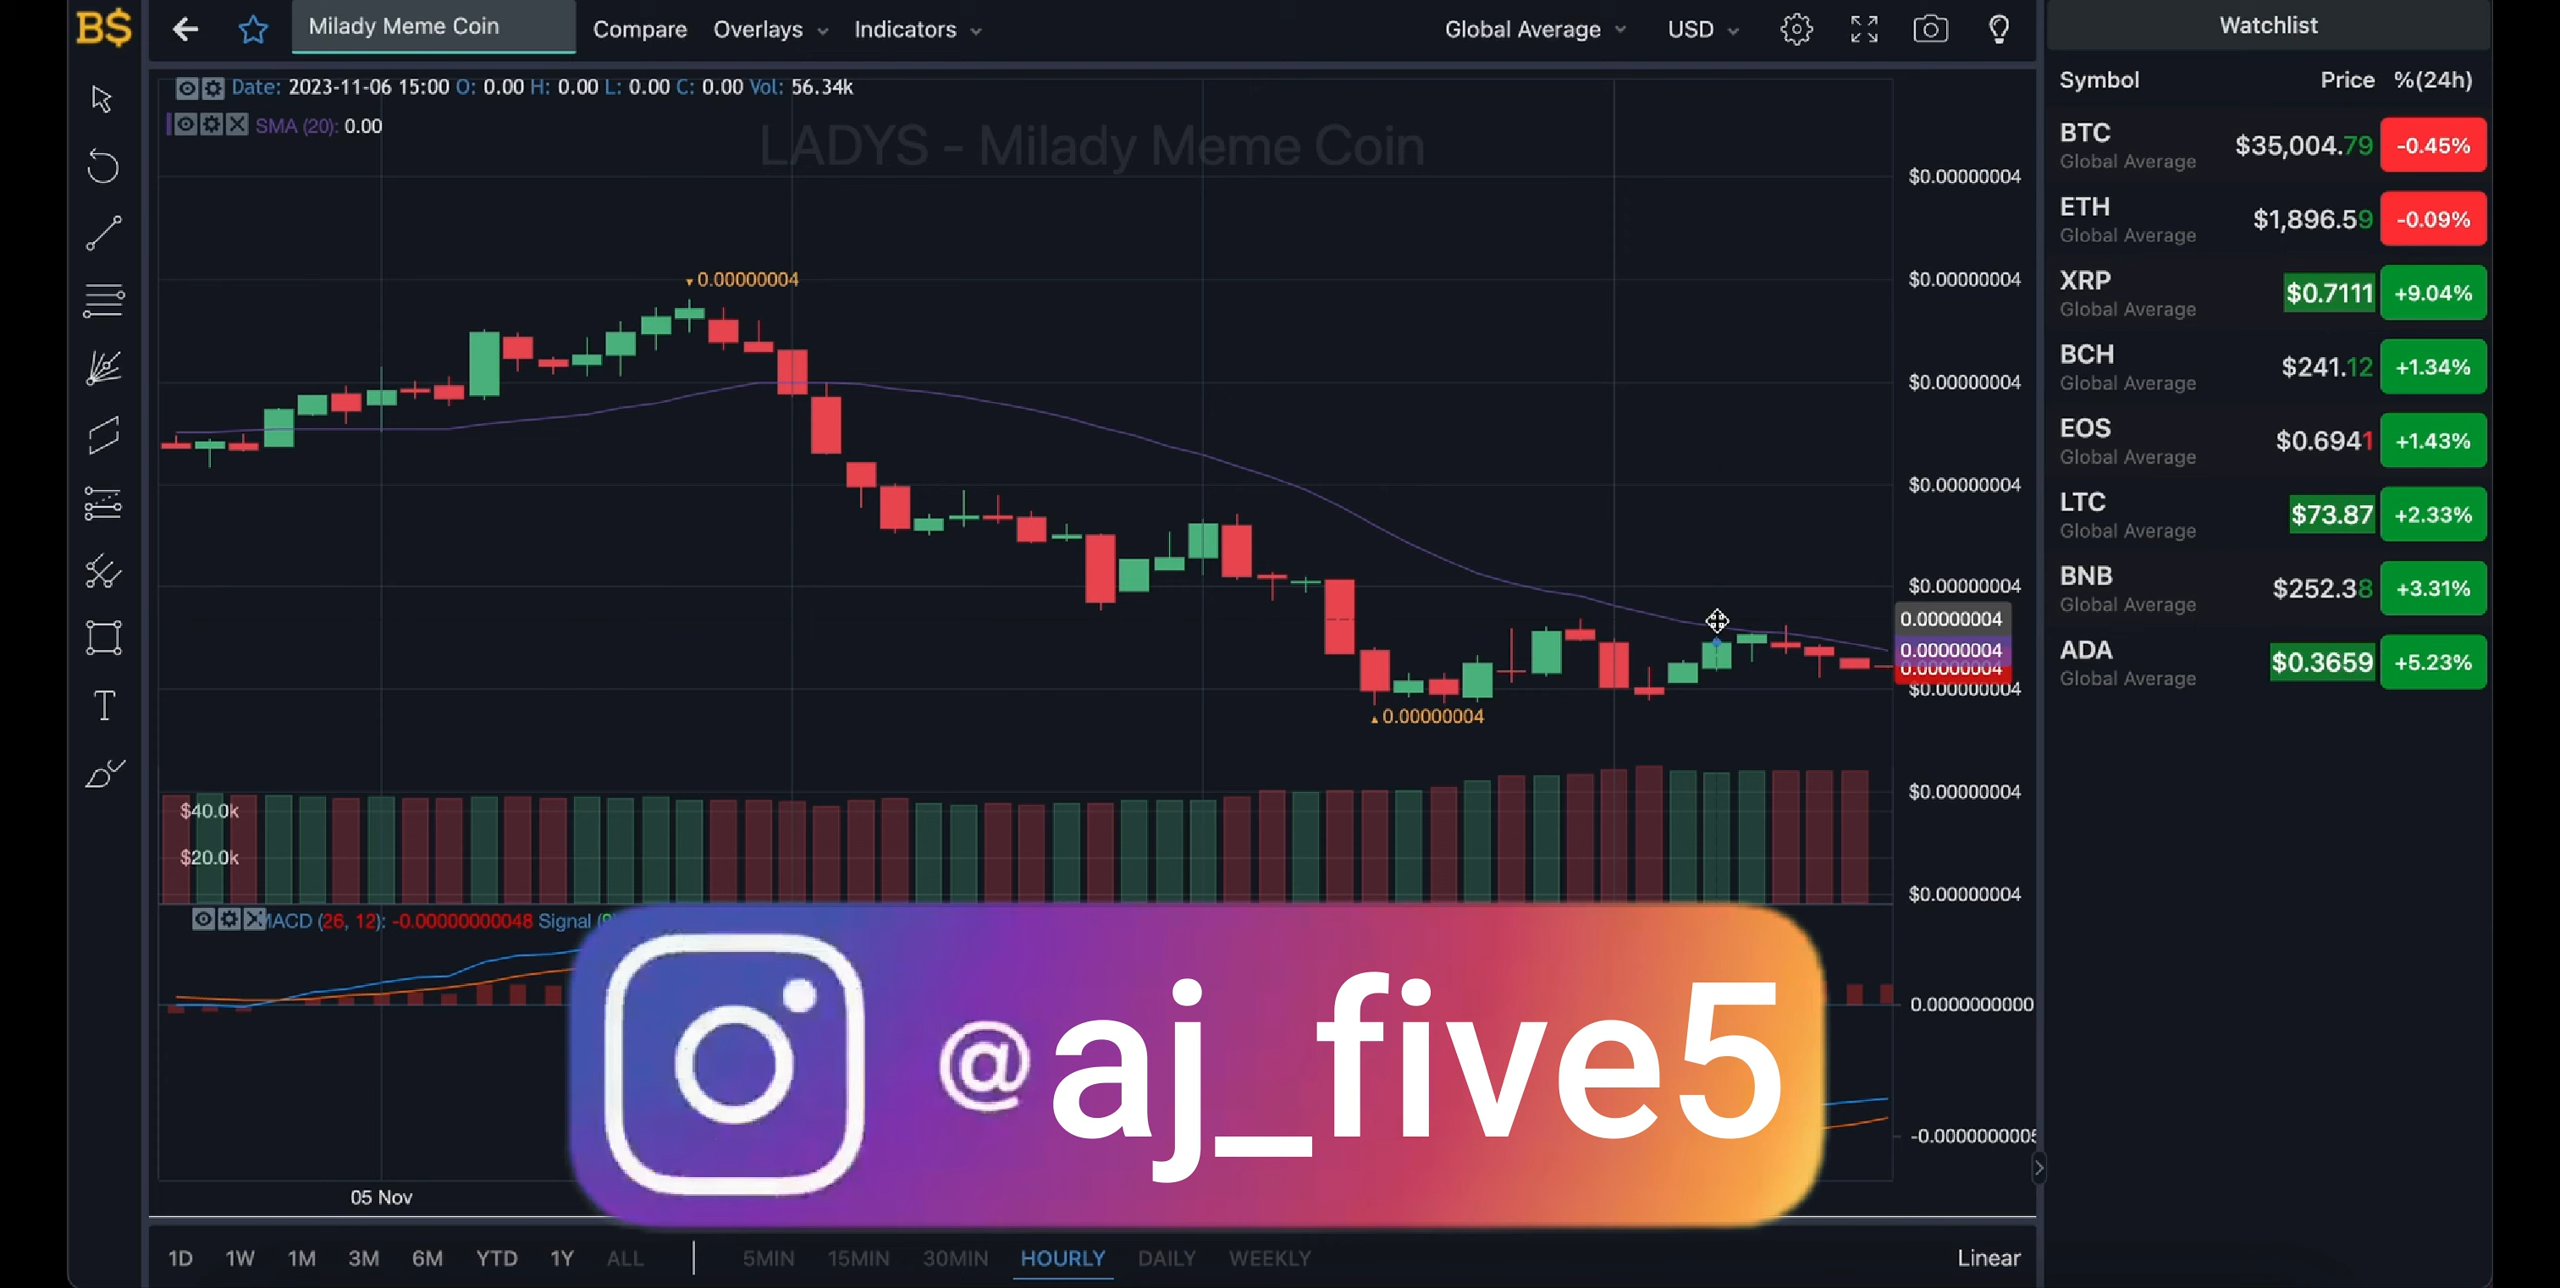 B$
Milady Meme Coin
Compare
Overlays
Indicators
Global Average
USD
Date: 2023-11-06 15:00 O: 0.00 H: 0.00 L: 0.00 C: 0.00 Vol: 56.34k
SMA (20): 0.00
LADYS - Milady Meme Coin
$0.00000004
0.00000004
$0.00000004
$0.00000004
$0.00000004
$0.00000004
0.00000004
0.00000004
0.00000004
$0.00000004
0.00000004
$0.00000004
$40.0k
$20.0k
$0.00000004
MACD (26, 12): -0.00000000048 Signal (9
0.0000000000
-0.0000000005
@aj_five5
05 Nov
1D 1W 1M 3M 6M YTD 1Y ALL
5MIN 15MIN 30MIN HOURLY DAILY WEEKLY
Linear
Watchlist
Symbol Price %(24h)
BTC $35,004.79 -0.45%
Global Average
ETH $1,896.59 -0.09%
Global Average
XRP $0.7111 +9.04%
Global Average
BCH $241.12 +1.34%
Global Average
EOS $0.6941 +1.43%
Global Average
LTC $73.87 +2.33%
Global Average
BNB $252.38 +3.31%
Global Average
ADA $0.3659 +5.23%
Global Average